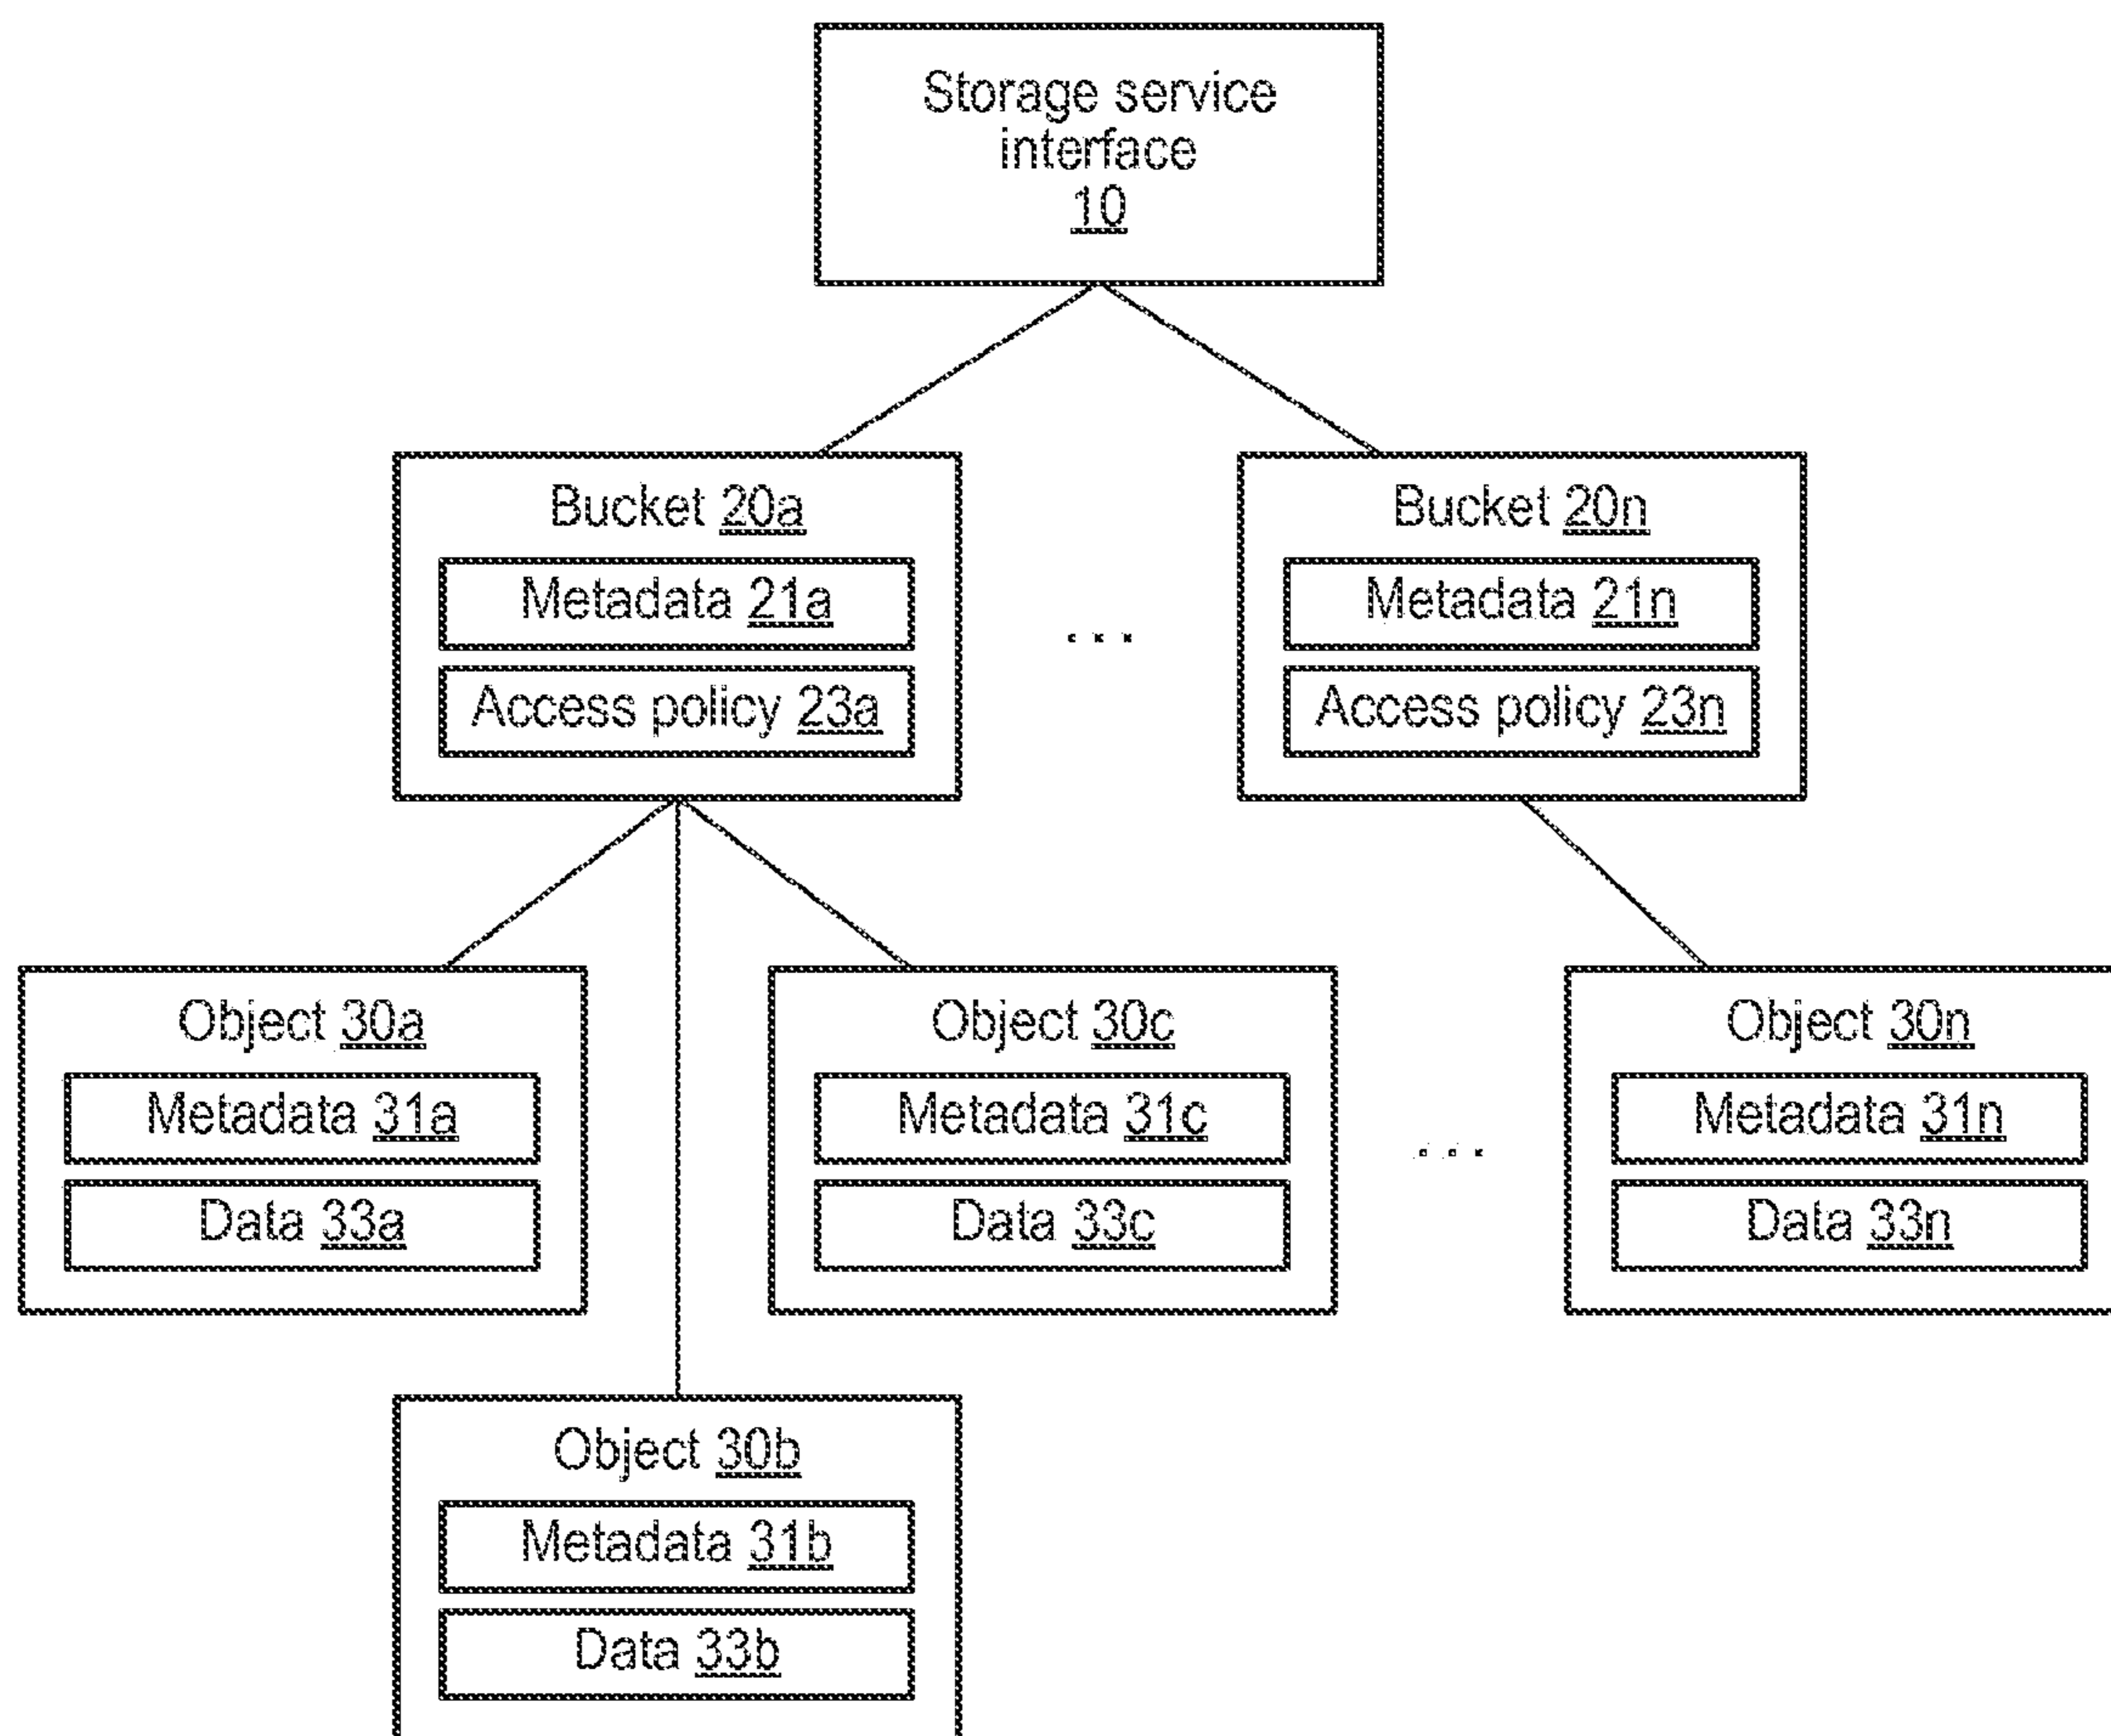 Storage service
interface
10
Bucket 20a
Metadata 21a
Access policy 23a
. . .
Bucket 20n
Metadata 21n
Access policy 23n
Object 30a
Metadata 31a
Data 33a
Object 30c
Metadata 31c
Data 33c
. . .
Object 30n
Metadata 31n
Data 33n
Object 30b
Metadata 31b
Data 33b